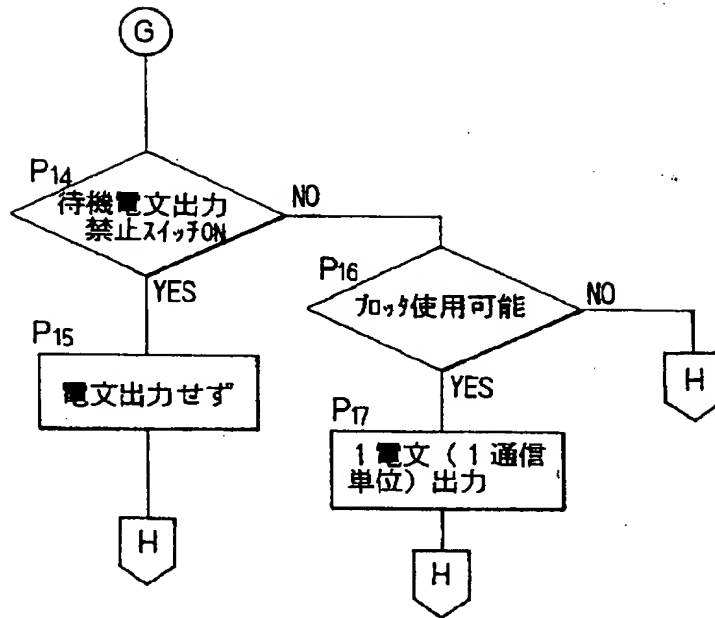 G
P14
待機電文出力
禁止スイッチON
NO
YES
P16
プロッタ使用可能
NO
P15
電文出力せず
YES
H
P17
1電文(1通信
単位)出力
H
H